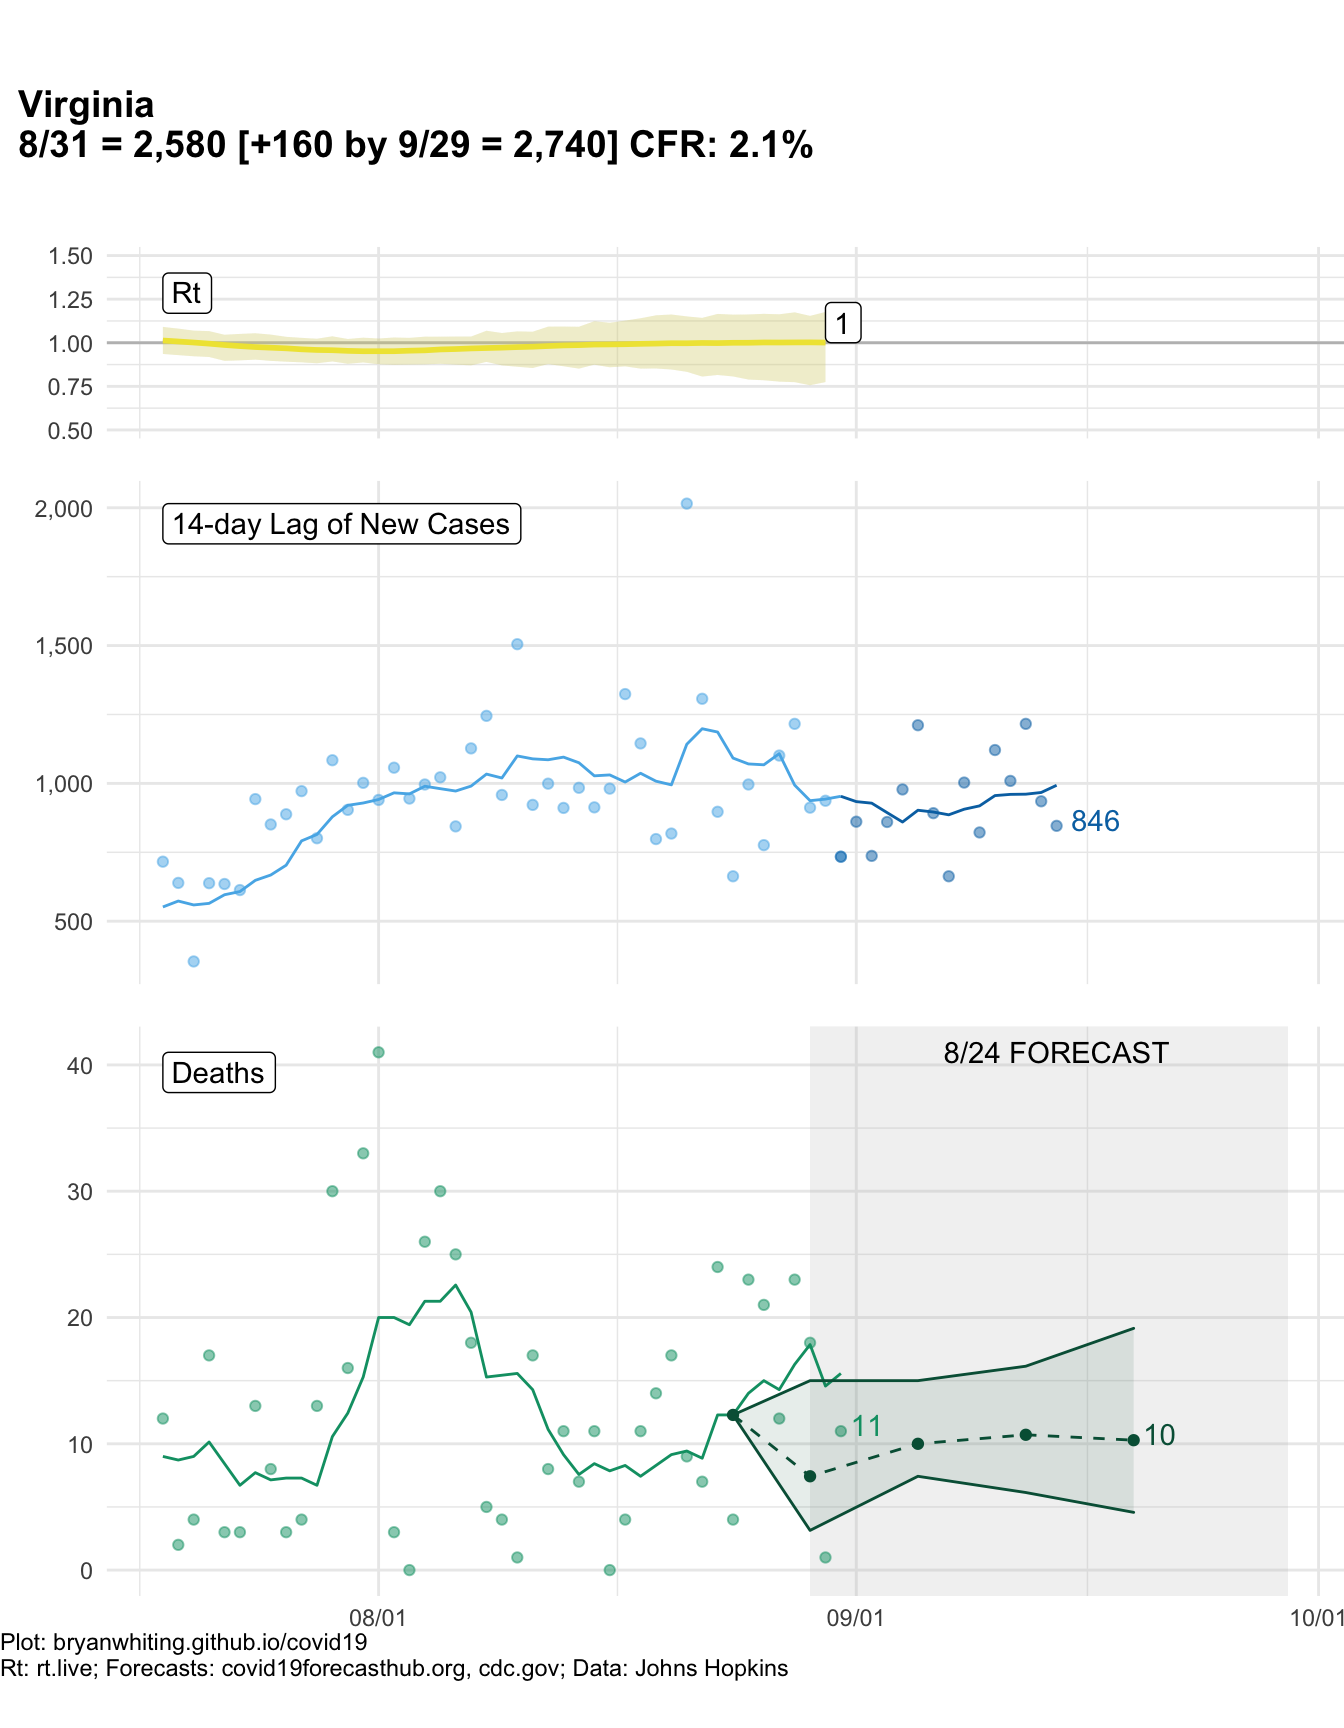 Virginia
8/31 = 2,580 [+160 by 9/29 = 2,740] CFR: 2.1%
1.50
Rt
1.25
1
1.00
0.75
0.50
2,000
14-day Lag of New Cases
1,500
1,000
846
500
8/24 FORECAST
Deaths
40
30
20
11
10
10
0
08/01
09/01
10/01
Plot: bryanwhiting.github.io/covid19
Rt: rt.live; Forecasts: covid19forecasthub.org, cdc.gov; Data: Johns Hopkins